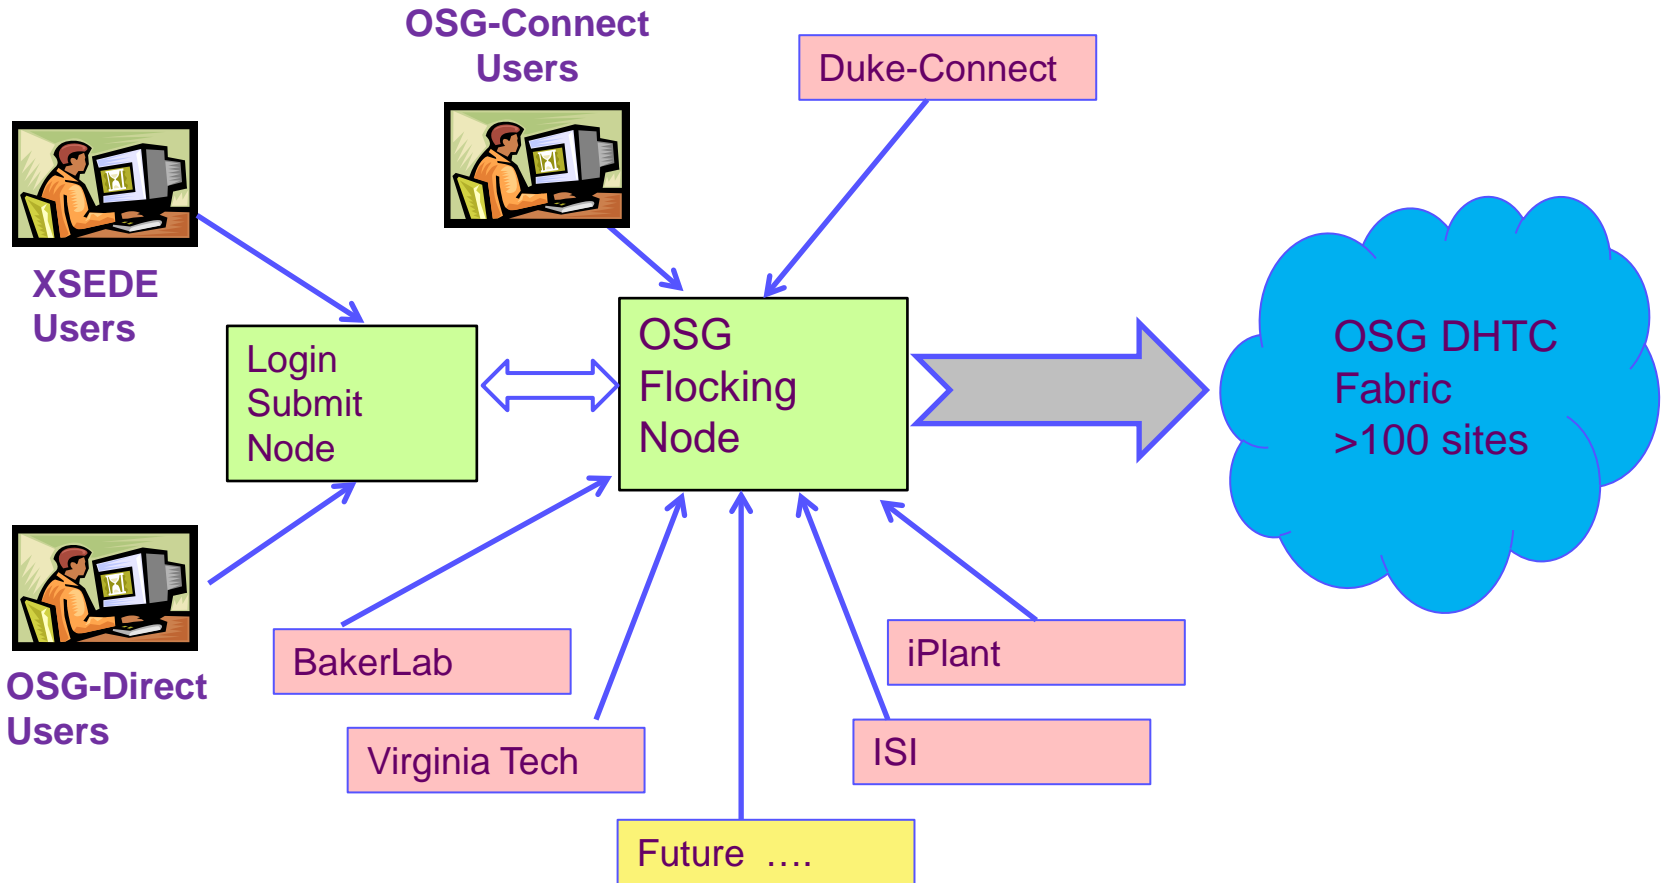 OSG-Connect
Users
Duke-Connect
XSEDE
Users
Login
Submit
Node
OSG
Flocking
Node
OSG DHTC
Fabric
>100 sites
OSG-Direct
Users
BakerLab
iPlant
Virginia Tech
ISI
Future ....